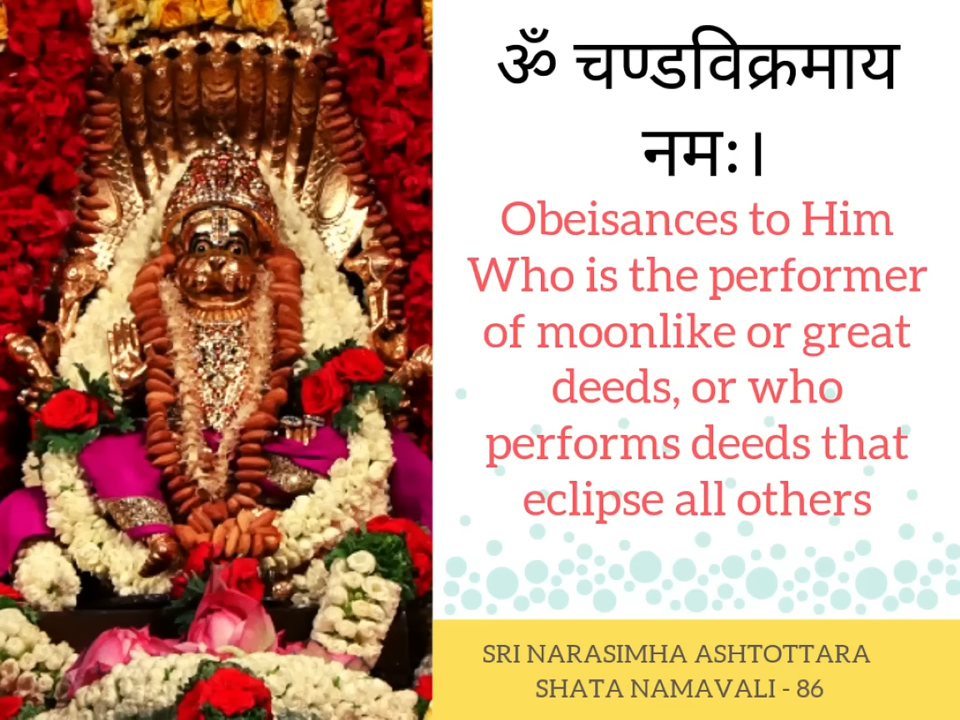 ॐ चण्डविक्रमाय
नमः।
Obeisances to Him
Who is the performer
of moonlike or great
deeds, or who
performs deeds that
eclipse all others
SRI NARASIMHA ASHTOTTARA
SHATA NAMAVALI - 86